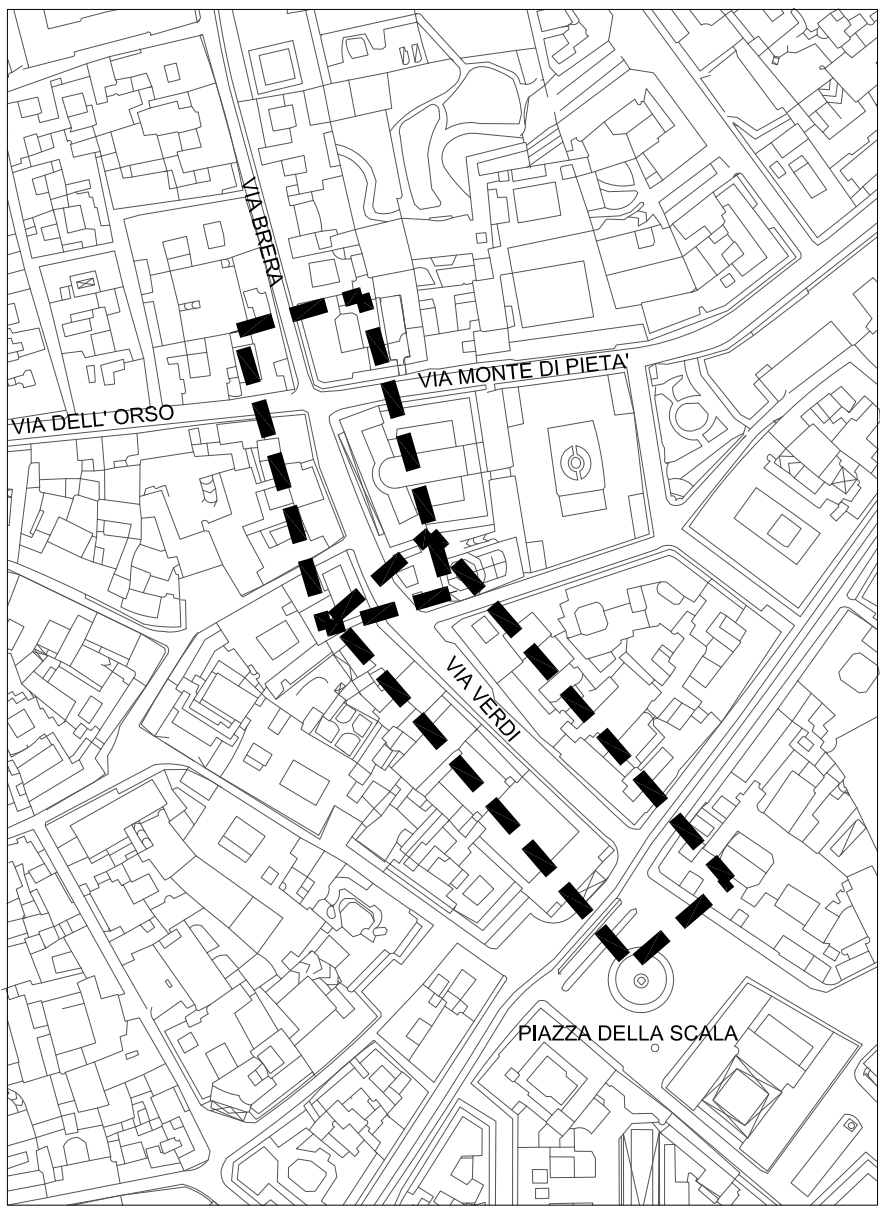 VIA BRERA
VIA MONTE DI PIETA'
VIA DELL' ORSO
VIA VERDI
PIAZZA DELLA SCALA